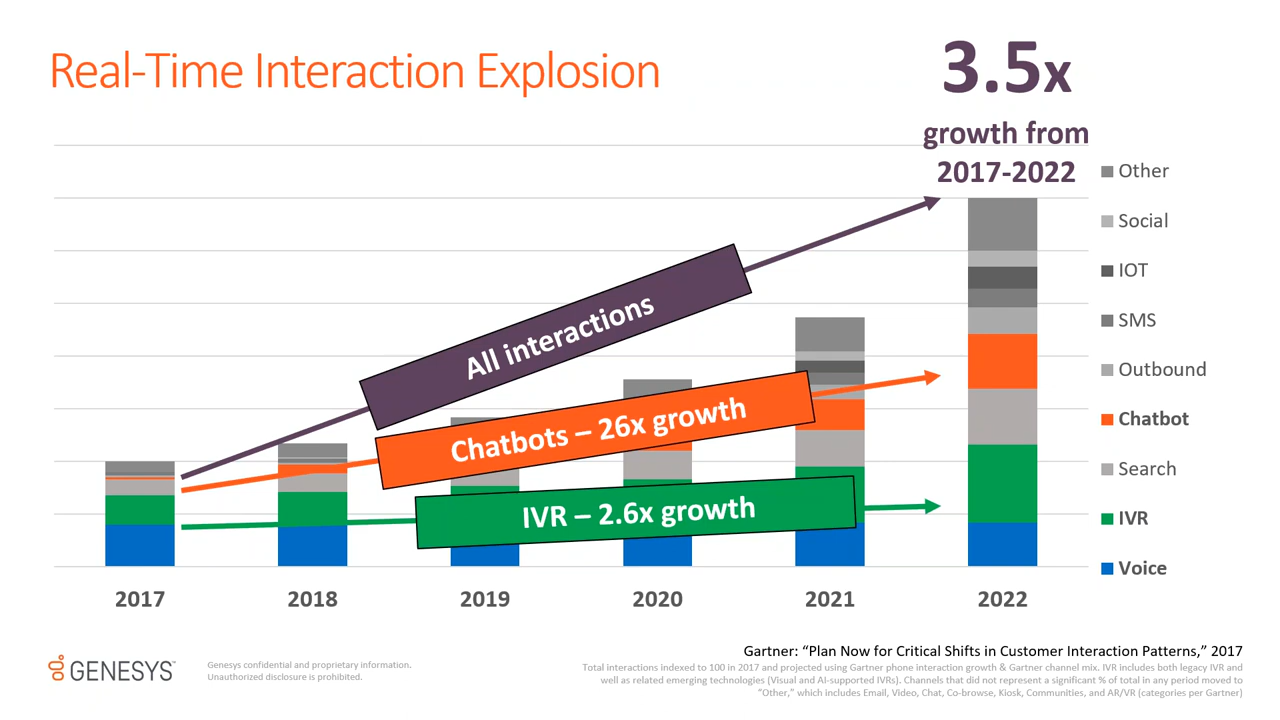 Real-Time Interaction Explosion
3.5x
growth from
2017-2022
Other
Social
IOT
SMS
Outbound
Chatbot
Search
IVR
Voice
All interactions
Chatbots – 26x growth
IVR – 2.6x growth
2017 2018 2019 2020 2021 2022
GENESYS™
Genesys confidential and proprietary information.
Unauthorized disclosure is prohibited.
Gartner: “Plan Now for Critical Shifts in Customer Interaction Patterns,” 2017
Total interactions indexed to 100 in 2017 and projected using Gartner phone interaction growth & Gartner channel mix. IVR includes both legacy IVR and
well as related emerging technologies (Visual and AI-supported IVRs). Channels that did not represent a significant % of total in any period moved to
“Other,” which includes Email, Video, Chat, Co-browse, Kiosk, Communities, and AR/VR (categories per Gartner)